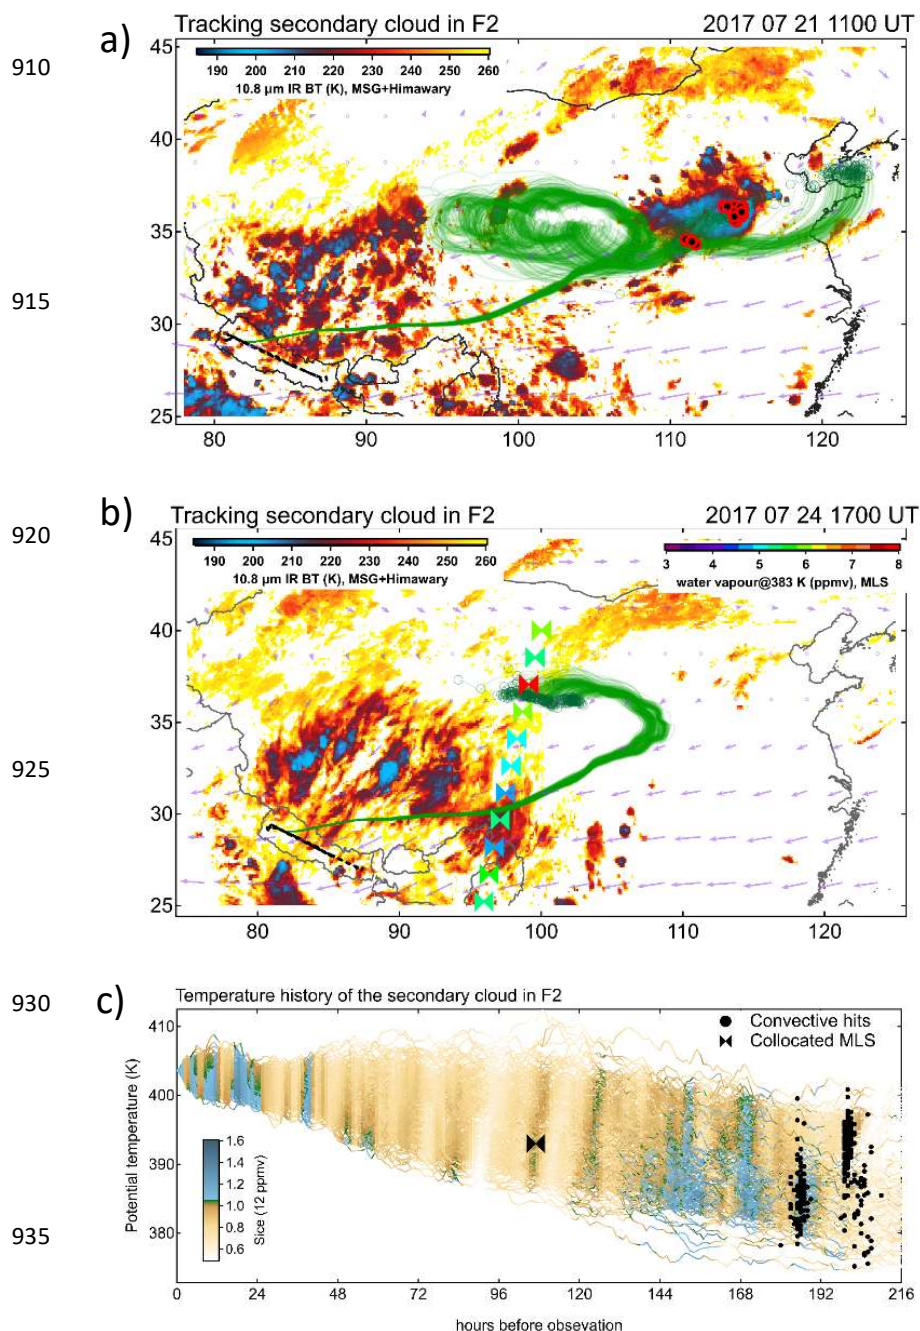 910
a)
Tracking secondary cloud in F2 2017 07 21 1100 UT
45
190 200 210 220 230 240 250 260
10.8 µm IR BT (K), MSG+Himawary
40
35
915
30
25
80 90 100 110 120
920
b)
Tracking secondary cloud in F2 2017 07 24 1700 UT
45
190 200 210 220 230 240 250 260
10.8 µm IR BT (K), MSG+Himawary
3 4 5 6 7 8
water vapour@383 K (ppmv), MLS
40
35
925
30
25
80 90 100 110 120
930
c)
Temperature history of the secondary cloud in F2
410
400
390
380
Potential temperature (K)
Convective hits
Collocated MLS
1.6
1.4
1.2
1.0
0.8
0.6
Sice (12 ppmv)
935
0 24 48 72 96 120 144 168 192 216
hours before obsevation